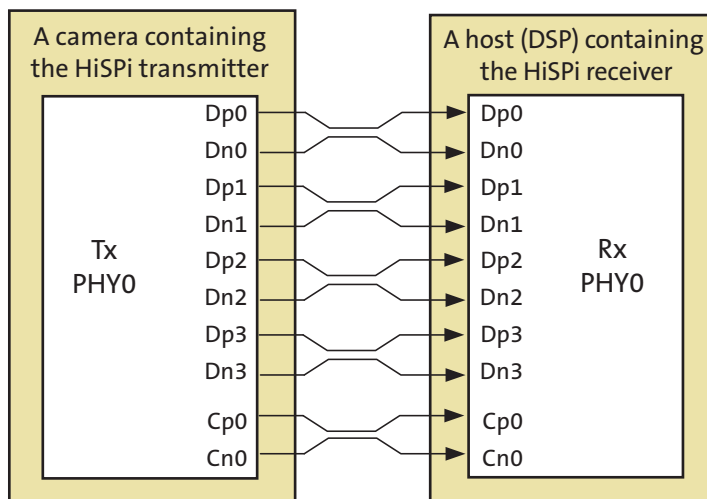 A camera containing
the HiSPi transmitter
Dp0
Dn0
Dp1
Dn1
Dp2
Dn2
Dp3
Dn3
Cp0
Cn0
Tx
PHY0
A host (DSP) containing
the HiSPi receiver
Dp0
Dn0
Dp1
Dn1
Dp2
Dn2
Dp3
Dn3
Cp0
Cn0
Rx
PHY0